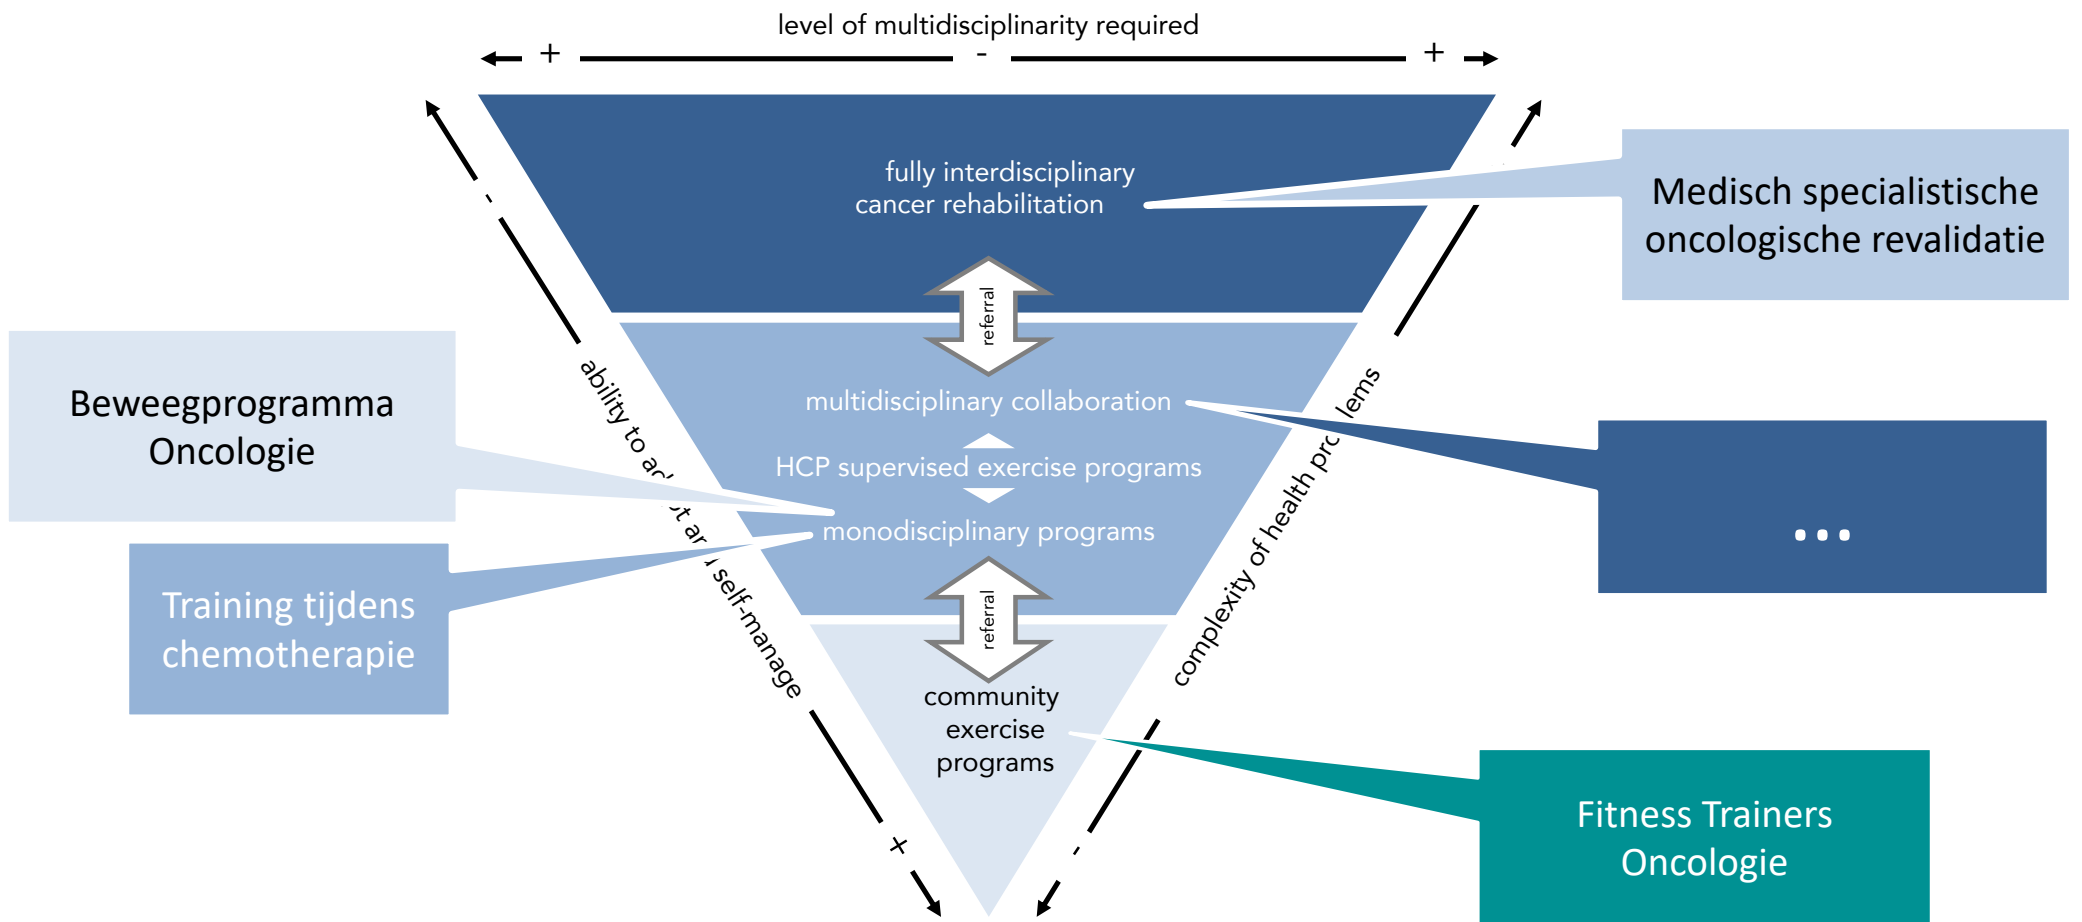 level of multidisciplinarity required
+ - +
fully interdisciplinary
cancer rehabilitation
Medisch specialistische
oncologische revalidatie
-
referral
multidisciplinary collaboration
HCP supervised exercise programs
monodisciplinary programs
Beweegprogramma
Oncologie
Training tijdens
chemotherapie
ability to and self-manage
+
complexity of health
-
...
referral
community
exercise
programs
Fitness Trainers
Oncologie